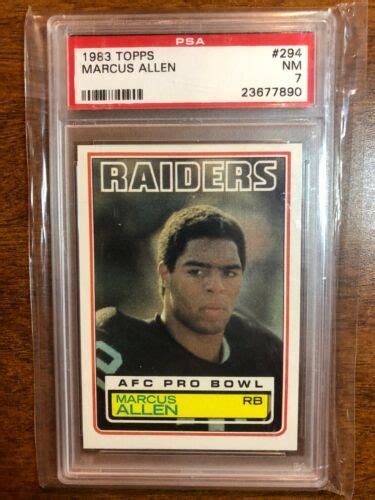 PSA
1983 TOPPS #294
MARCUS ALLEN NM
7
23677890
RAIDERS
AFC PRO BOWL
MARCUS
ALLEN RB